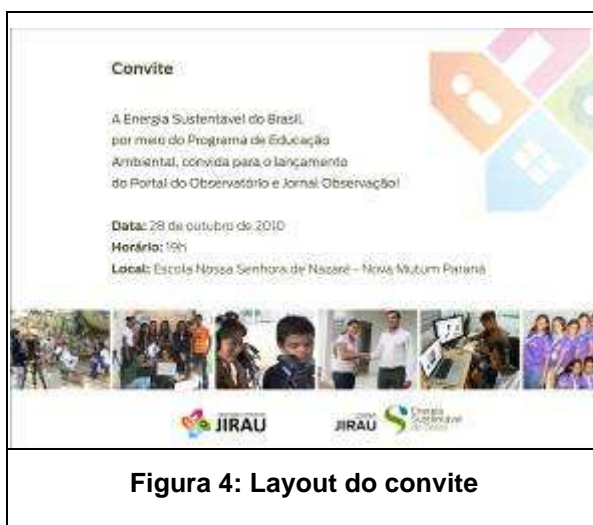 Convite
A Energia Sustentável do Brasil,
por meio do Programa de Educação
Ambiental, convida para o lançamento
do Portal do Observatório e Jornal Observação!
Data: 28 de outubro de 2010
Horário: 19h
Local: Escola Nossa Senhora de Nazaré - Nova Mutum Paraná
JIRAU
JIRAU Energia
Sustentável
do Brasil
Figura 4: Layout do convite